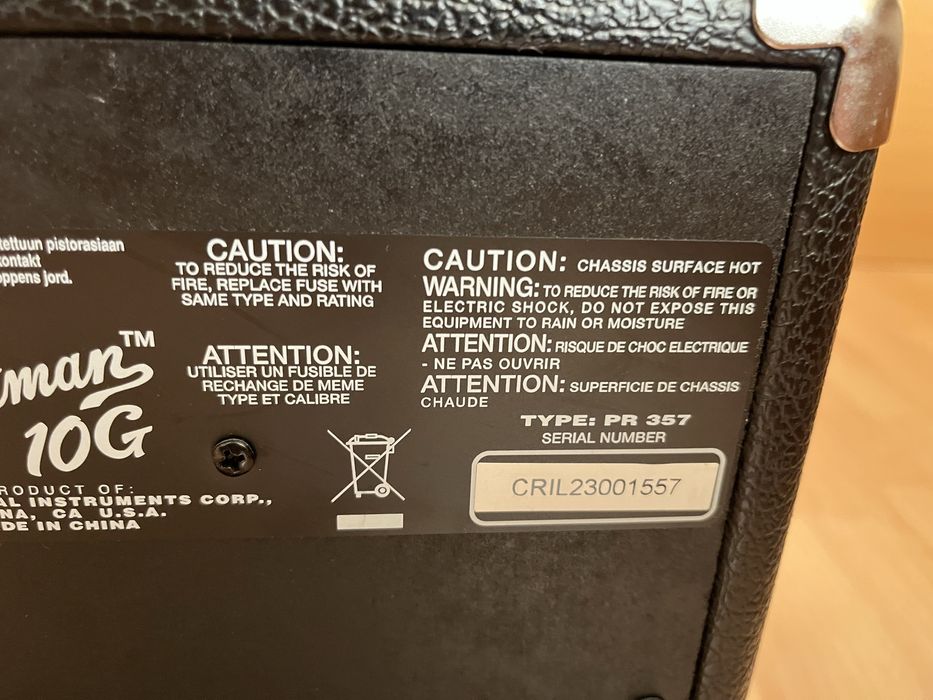 tettuun pistorasiaan
kontakt
oppens jord.
CAUTION:
TO REDUCE THE RISK OF
FIRE, REPLACE FUSE WITH
SAME TYPE AND RATING
ATTENTION:
UTILISER UN FUSIBLE DE
RECHANGE DE MEME
TYPE ET CALIBRE
CAUTION: CHASSIS SURFACE HOT
WARNING: TO REDUCE THE RISK OF FIRE OR
ELECTRIC SHOCK, DO NOT EXPOSE THIS
EQUIPMENT TO RAIN OR MOISTURE
ATTENTION: RISQUE DE CHOC ELECTRIQUE
- NE PAS OUVRIR
ATTENTION: SUPERFICIE DE CHASSIS
CHAUDE
TYPE: PR 357
SERIAL NUMBER
CRIL23001557
tman™
10G
RODUCT OF:
AL INSTRUMENTS CORP.,
NA, CA U.S.A.
DE IN CHINA